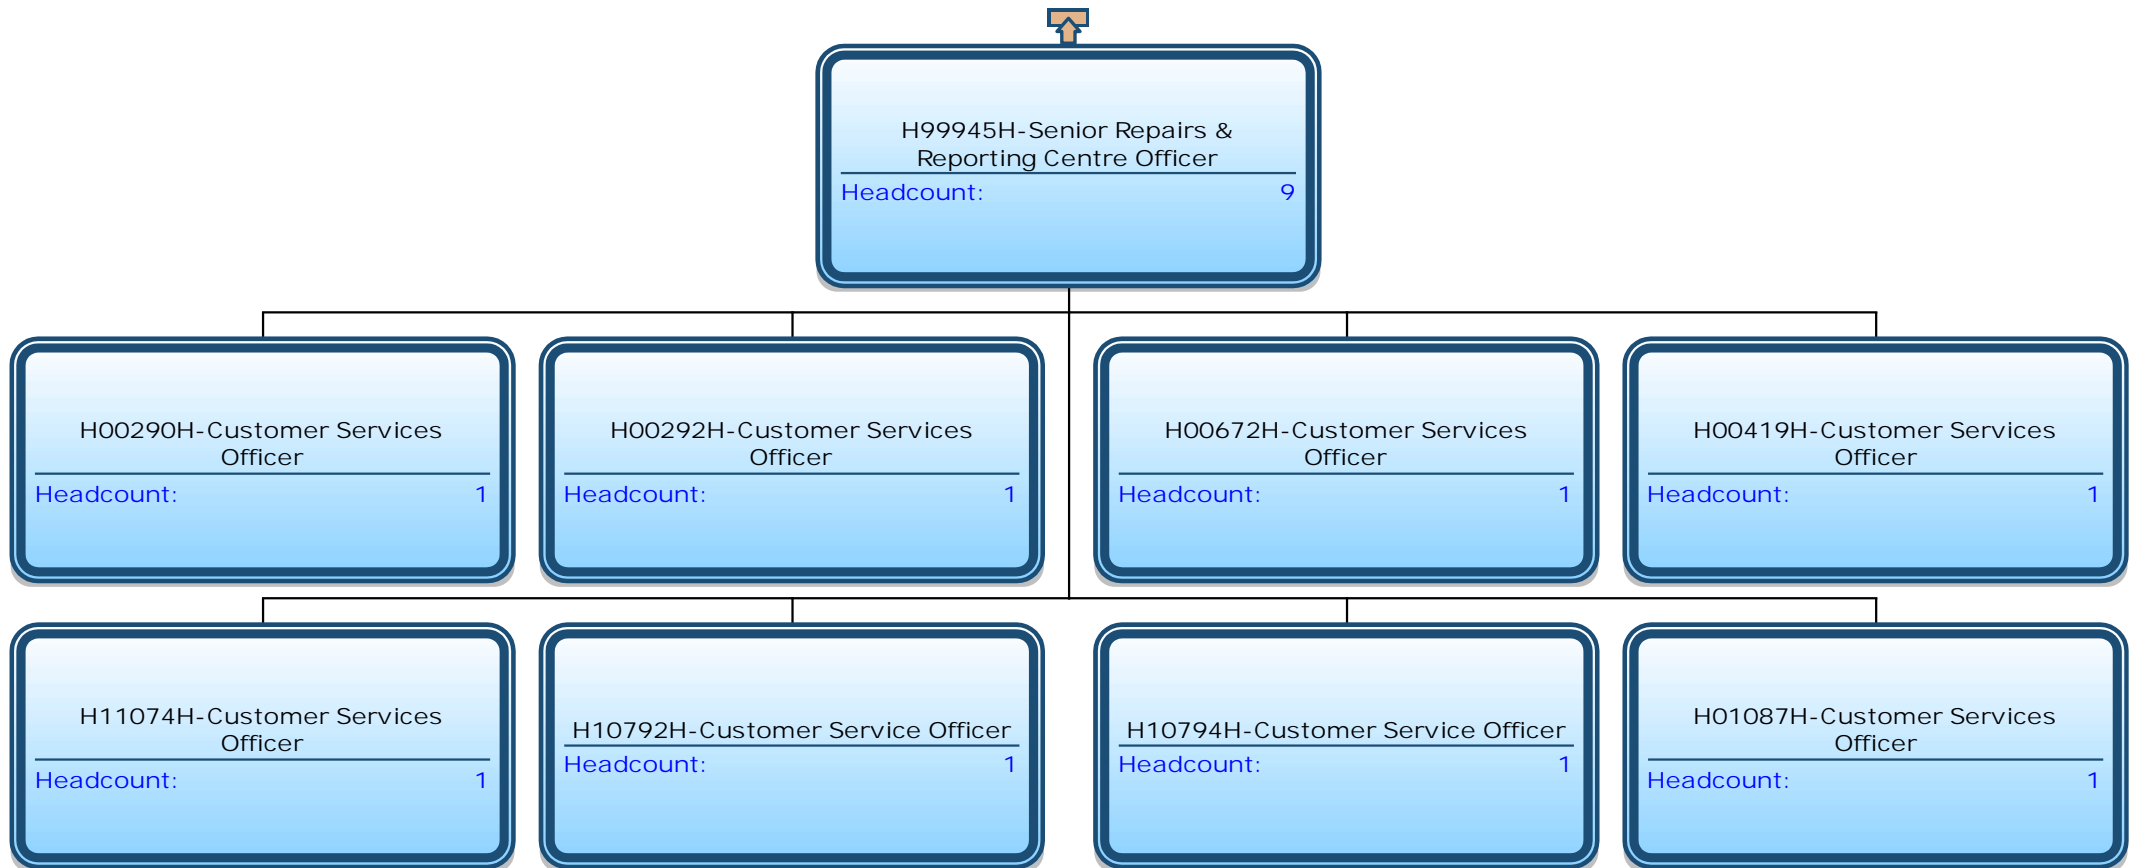 H99945H-Senior Repairs &
Reporting Centre Officer
Headcount: 9
H00290H-Customer Services
Officer
Headcount: 1
H00292H-Customer Services
Officer
Headcount: 1
H00672H-Customer Services
Officer
Headcount: 1
H00419H-Customer Services
Officer
Headcount: 1
H11074H-Customer Services
Officer
Headcount: 1
H10792H-Customer Service Officer
Headcount: 1
H10794H-Customer Service Officer
Headcount: 1
H01087H-Customer Services
Officer
Headcount: 1